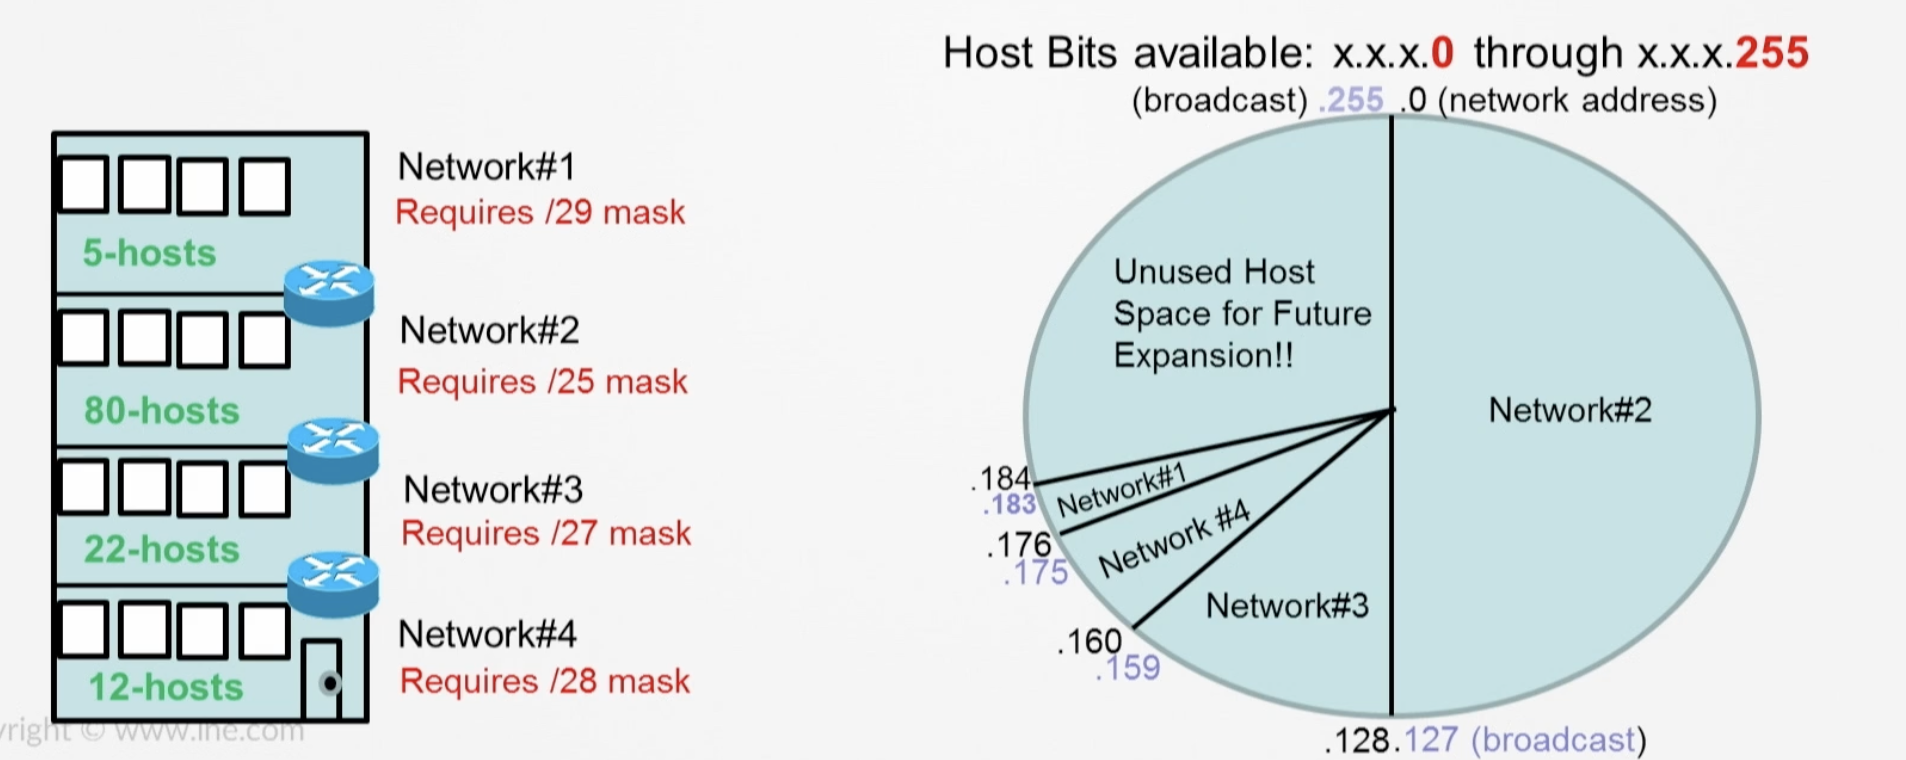 Network#1
Requires /29 mask
5-hosts
Network#2
Requires /25 mask
80-hosts
Network#3
Requires /27 mask
22-hosts
Network#4
Requires /28 mask
12-hosts
right © www.ine.com
Host Bits available: x.x.x.0 through x.x.x.255
(broadcast) .255 .0 (network address)
Unused Host
Space for Future
Expansion!!
Network#2
.184
.183
Network#1
.176
.175
Network #4
Network#3
.160
.159
.128 .127 (broadcast)